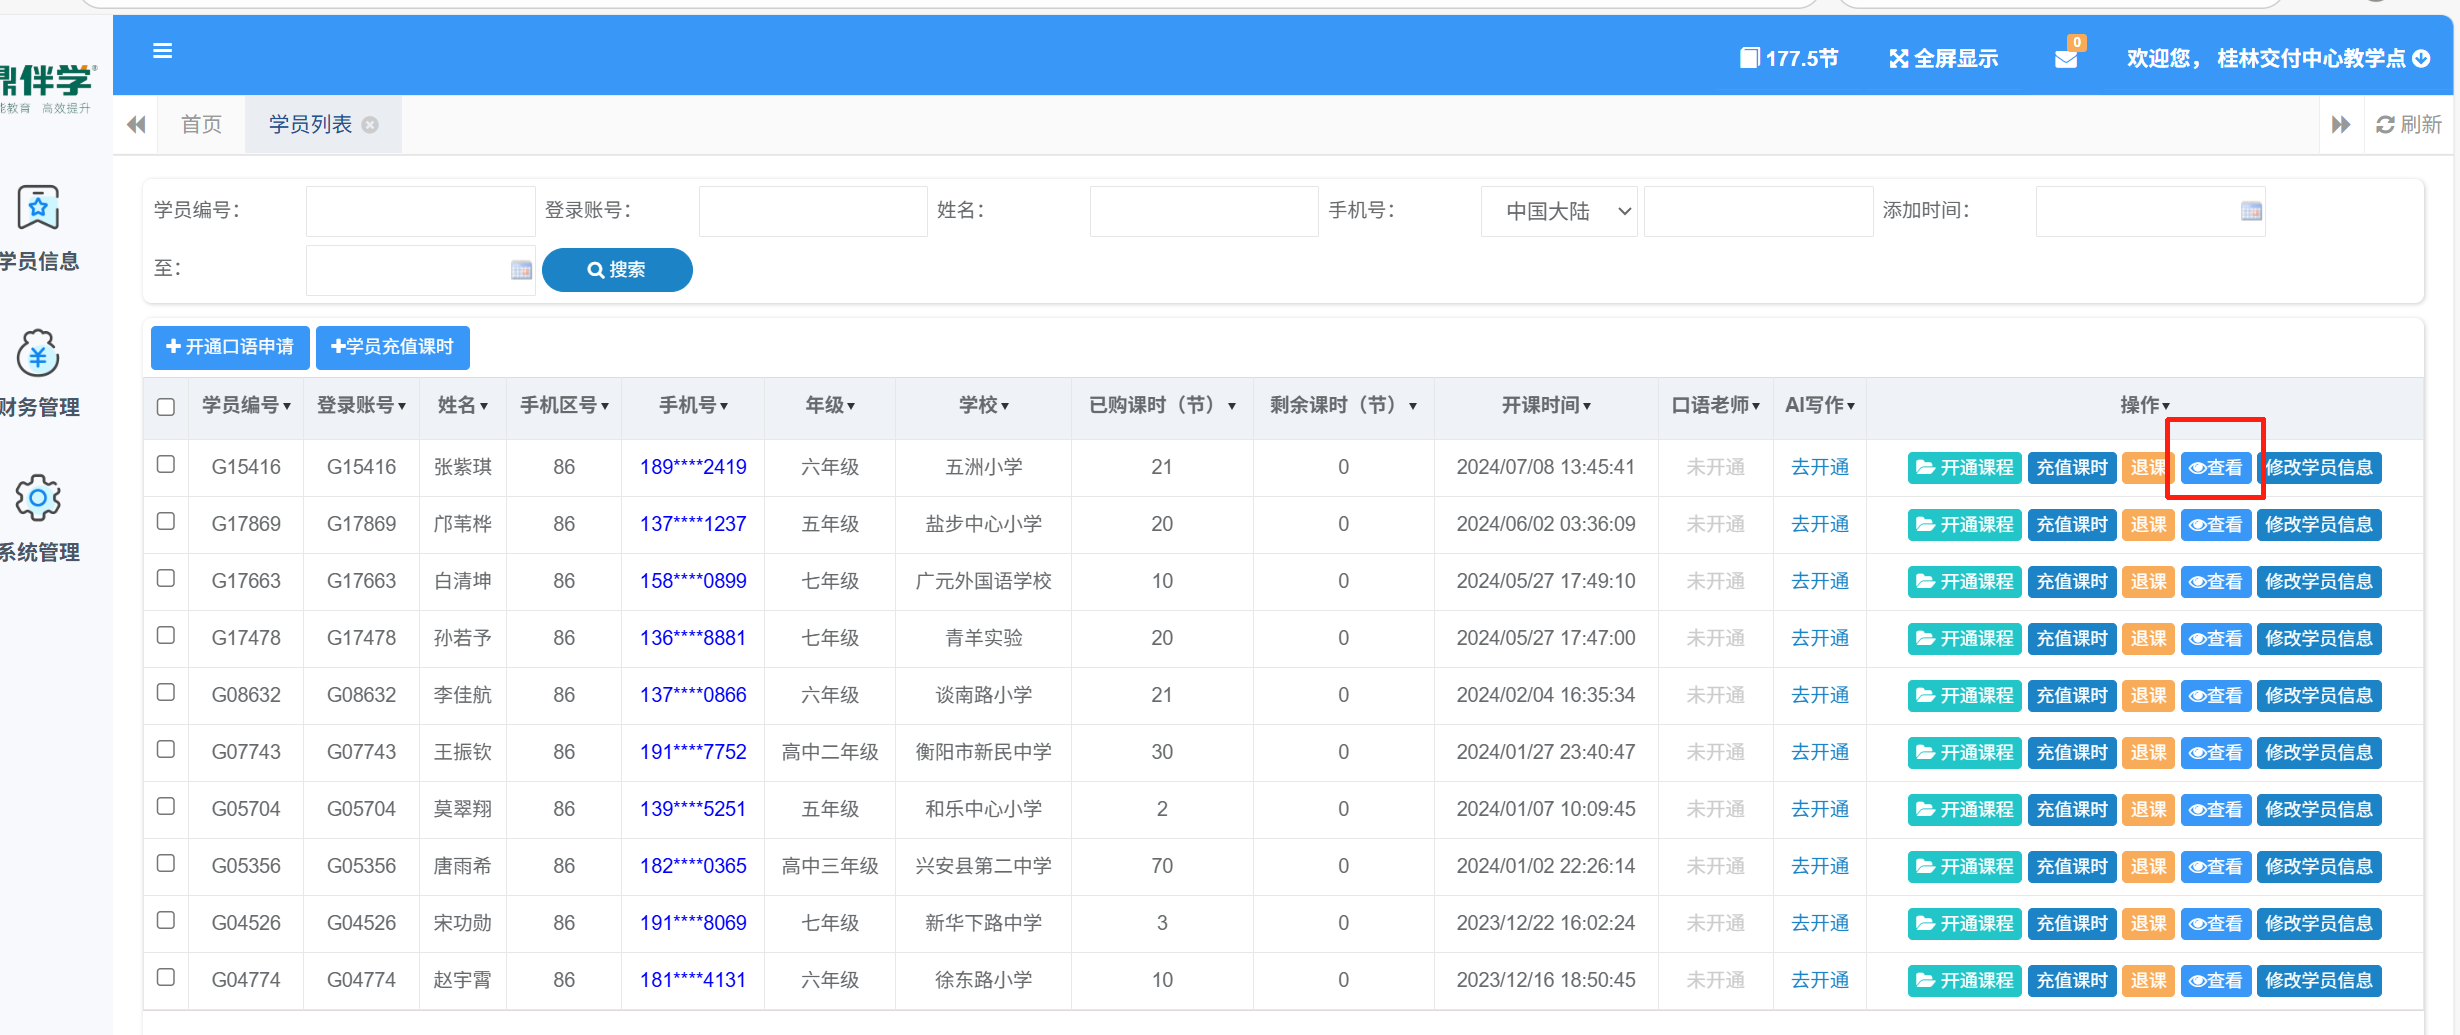 177.5节 全屏显示 0 欢迎您， 桂林交付中心教学点
鼎伴学®
能教育 高效提升
首页 学员列表 刷新
学员信息
财务管理
系统管理
学员编号： 登录账号： 姓名： 手机号： 中国大陆 添加时间：
至： 搜索
开通口语申请 学员充值课时
学员编号 登录账号 姓名 手机区号 手机号 年级 学校 已购课时（节） 剩余课时（节） 开课时间 口语老师 AI写作 操作
G15416 G15416 张紫琪 86 189****2419 六年级 五洲小学 21 0 2024/07/08 13:45:41 未开通 去开通 开通课程 充值课时 退课 查看 修改学员信息
G17869 G17869 邝苇桦 86 137****1237 五年级 盐步中心小学 20 0 2024/06/02 03:36:09 未开通 去开通 开通课程 充值课时 退课 查看 修改学员信息
G17663 G17663 白清坤 86 158****0899 七年级 广元外国语学校 10 0 2024/05/27 17:49:10 未开通 去开通 开通课程 充值课时 退课 查看 修改学员信息
G17478 G17478 孙若予 86 136****8881 七年级 青羊实验 20 0 2024/05/27 17:47:00 未开通 去开通 开通课程 充值课时 退课 查看 修改学员信息
G08632 G08632 李佳航 86 137****0866 六年级 谈南路小学 21 0 2024/02/04 16:35:34 未开通 去开通 开通课程 充值课时 退课 查看 修改学员信息
G07743 G07743 王振钦 86 191****7752 高中二年级 衡阳市新民中学 30 0 2024/01/27 23:40:47 未开通 去开通 开通课程 充值课时 退课 查看 修改学员信息
G05704 G05704 莫翠翔 86 139****5251 五年级 和乐中心小学 2 0 2024/01/07 10:09:45 未开通 去开通 开通课程 充值课时 退课 查看 修改学员信息
G05356 G05356 唐雨希 86 182****0365 高中三年级 兴安县第二中学 70 0 2024/01/02 22:26:14 未开通 去开通 开通课程 充值课时 退课 查看 修改学员信息
G04526 G04526 宋功勋 86 191****8069 七年级 新华下路中学 3 0 2023/12/22 16:02:24 未开通 去开通 开通课程 充值课时 退课 查看 修改学员信息
G04774 G04774 赵宇霄 86 181****4131 六年级 徐东路小学 10 0 2023/12/16 18:50:45 未开通 去开通 开通课程 充值课时 退课 查看 修改学员信息